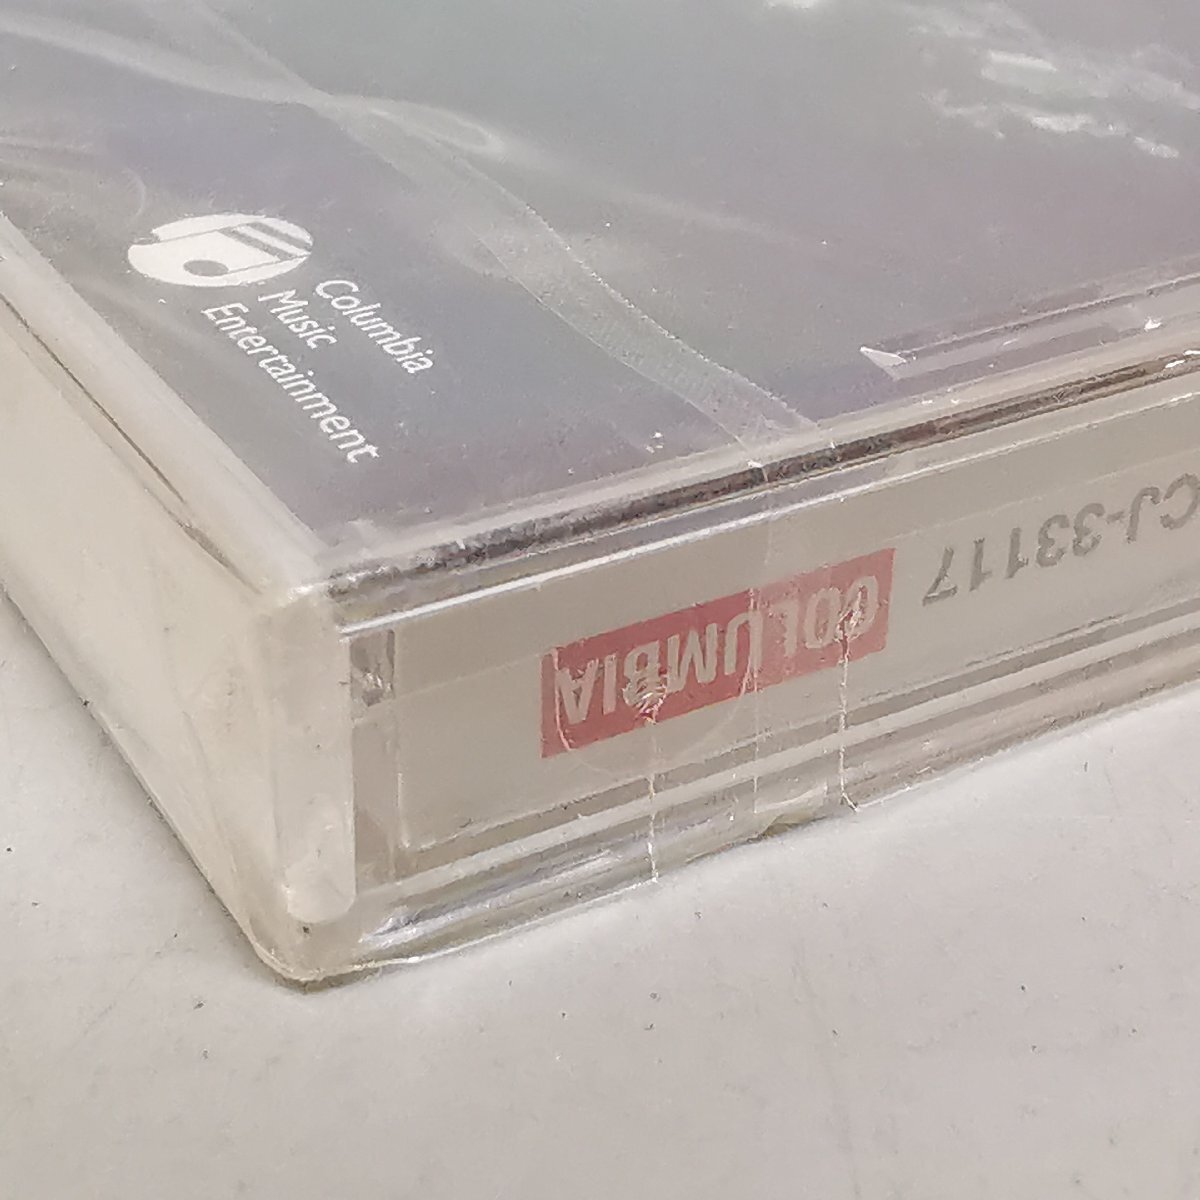 Columbia
Music
Entertainment
COLUMBIA
CJ-33117